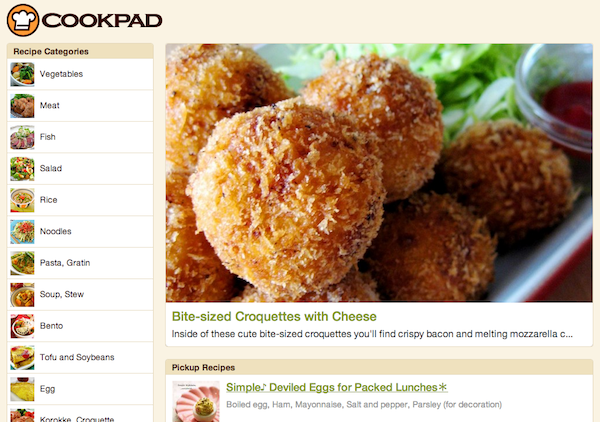 COOKPAD
Recipe Categories
Vegetables
Meat
Fish
Salad
Rice
Noodles
Pasta, Gratin
Soup, Stew
Bento
Tofu and Soybeans
Egg
Korokke, Croquette
Bite-sized Croquettes with Cheese
Inside of these cute bite-sized croquettes you'll find crispy bacon and melting mozzarella c...
Pickup Recipes
Simple♪ Deviled Eggs for Packed Lunches＊
Boiled egg, Ham, Mayonnaise, Salt and pepper, Parsley (for decoration)